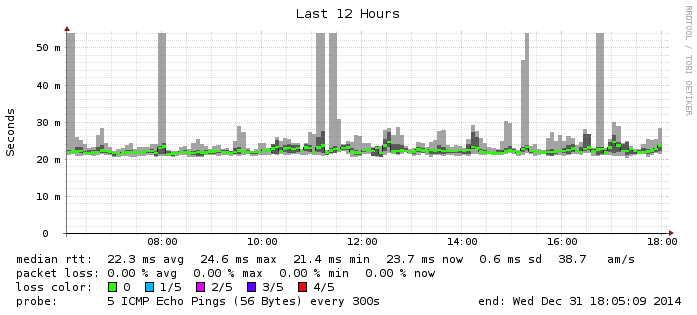 Last 12 Hours
RRDTOOL / TOBI OETIKER
Seconds
50 m
40 m
30 m
20 m
10 m
0
08:00 10:00 12:00 14:00 16:00 18:00
median rtt: 22.3 ms avg 24.6 ms max 21.4 ms min 23.7 ms now 0.6 ms sd 38.7 am/s
packet loss: 0.00 % avg 0.00 % max 0.00 % min 0.00 % now
loss color: 0 1/5 2/5 3/5 4/5
probe: 5 ICMP Echo Pings (56 Bytes) every 300s end: Wed Dec 31 18:05:09 2014